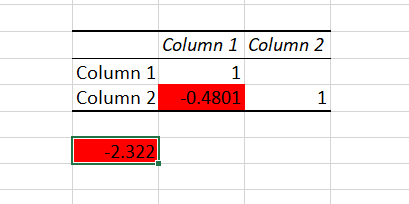 Column 1 Column 2
Column 1 1
Column 2 -0.4801 1
-2.322